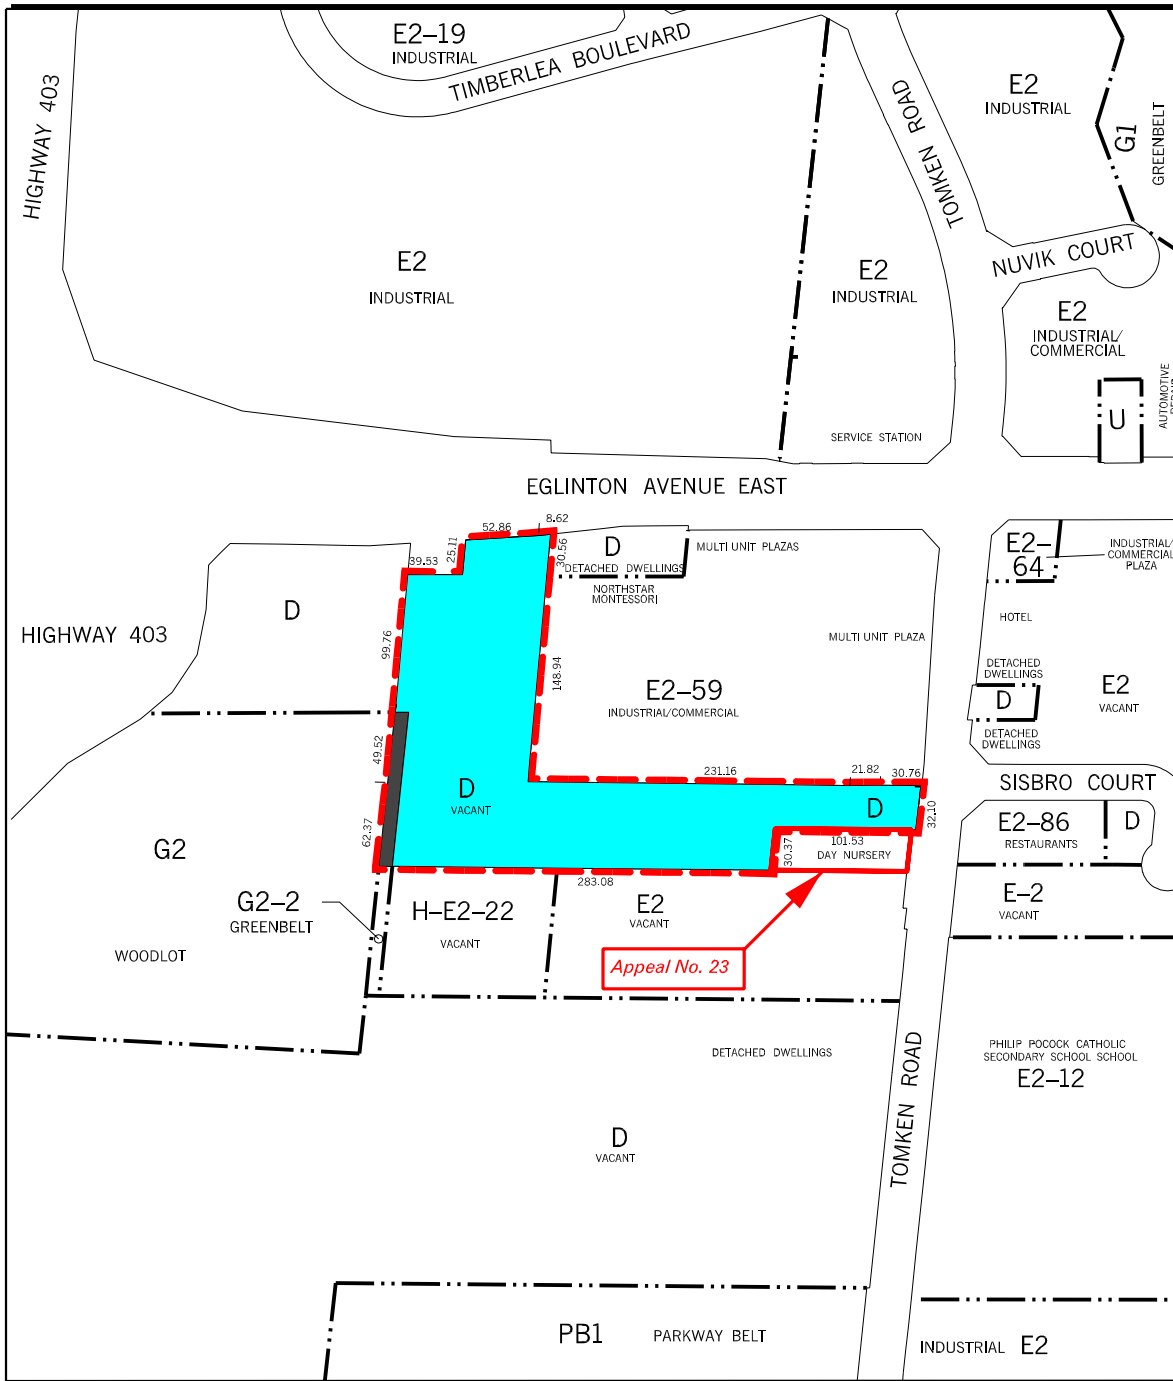 E2–19
INDUSTRIAL
TIMBERLEA BOULEVARD
HIGHWAY 403
TOMKEN ROAD
E2
INDUSTRIAL
G1
GREENBELT
NUVIK COURT
E2
INDUSTRIAL
E2
INDUSTRIAL
E2
INDUSTRIAL/
COMMERCIAL
U
AUTOMOTIVE
SERVICE STATION
EGLINTON AVENUE EAST
52.86
8.62
25.11
39.53
30.56
D
DETACHED DWELLINGS
NORTHSTAR
MONTESSORI
MULTI UNIT PLAZAS
E2–
64
INDUSTRIAL/
COMMERCIAL
PLAZA
HOTEL
D
HIGHWAY 403
99.76
148.94
MULTI UNIT PLAZA
E2–59
INDUSTRIAL/COMMERCIAL
DETACHED
DWELLINGS
D
DETACHED
DWELLINGS
E2
VACANT
49.52
231.16
21.82
30.76
SISBRO COURT
D
VACANT
D
32.10
E2–86
RESTAURANTS
D
62.37
G2
30.37
101.53
DAY NURSERY
283.08
G2–2
GREENBELT
H–E2–22
VACANT
E2
VACANT
E–2
VACANT
WOODLOT
Appeal No. 23
DETACHED DWELLINGS
PHILIP POCOCK CATHOLIC
SECONDARY SCHOOL SCHOOL
E2–12
TOMKEN ROAD
D
VACANT
PB1
PARKWAY BELT
INDUSTRIAL E2